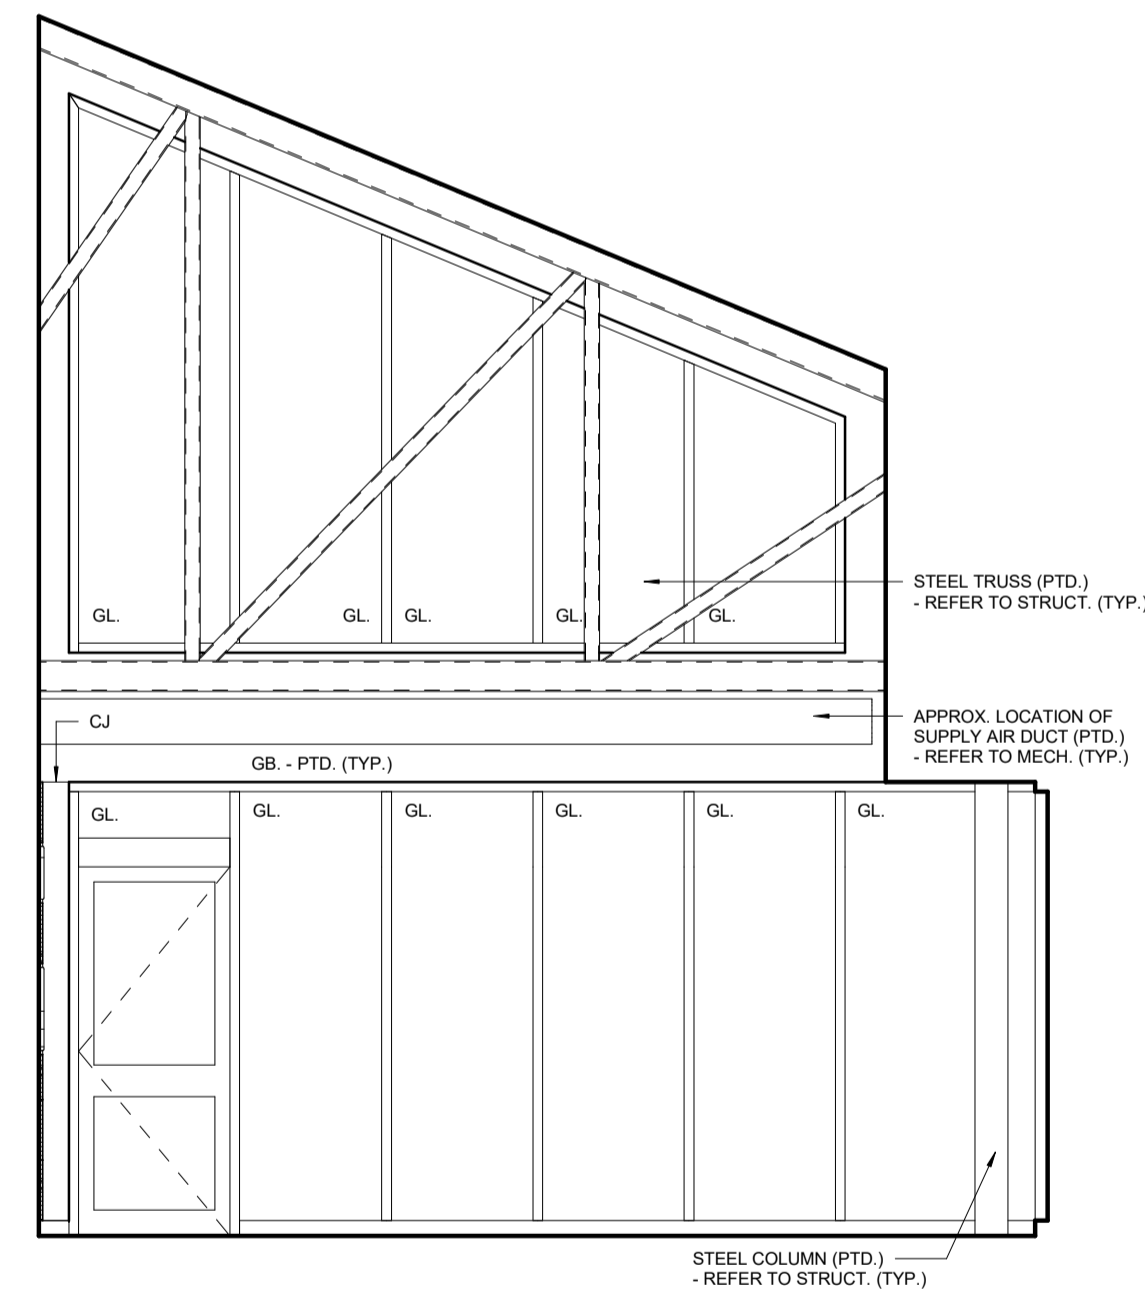 GL. GL. GL. GL. GL.
STEEL TRUSS (PTD.)
- REFER TO STRUCT. (TYP.)
CJ
APPROX. LOCATION OF
SUPPLY AIR DUCT (PTD.)
- REFER TO MECH. (TYP.)
GB. - PTD. (TYP.)
GL. GL. GL. GL. GL. GL.
STEEL COLUMN (PTD.)
- REFER TO STRUCT. (TYP.)